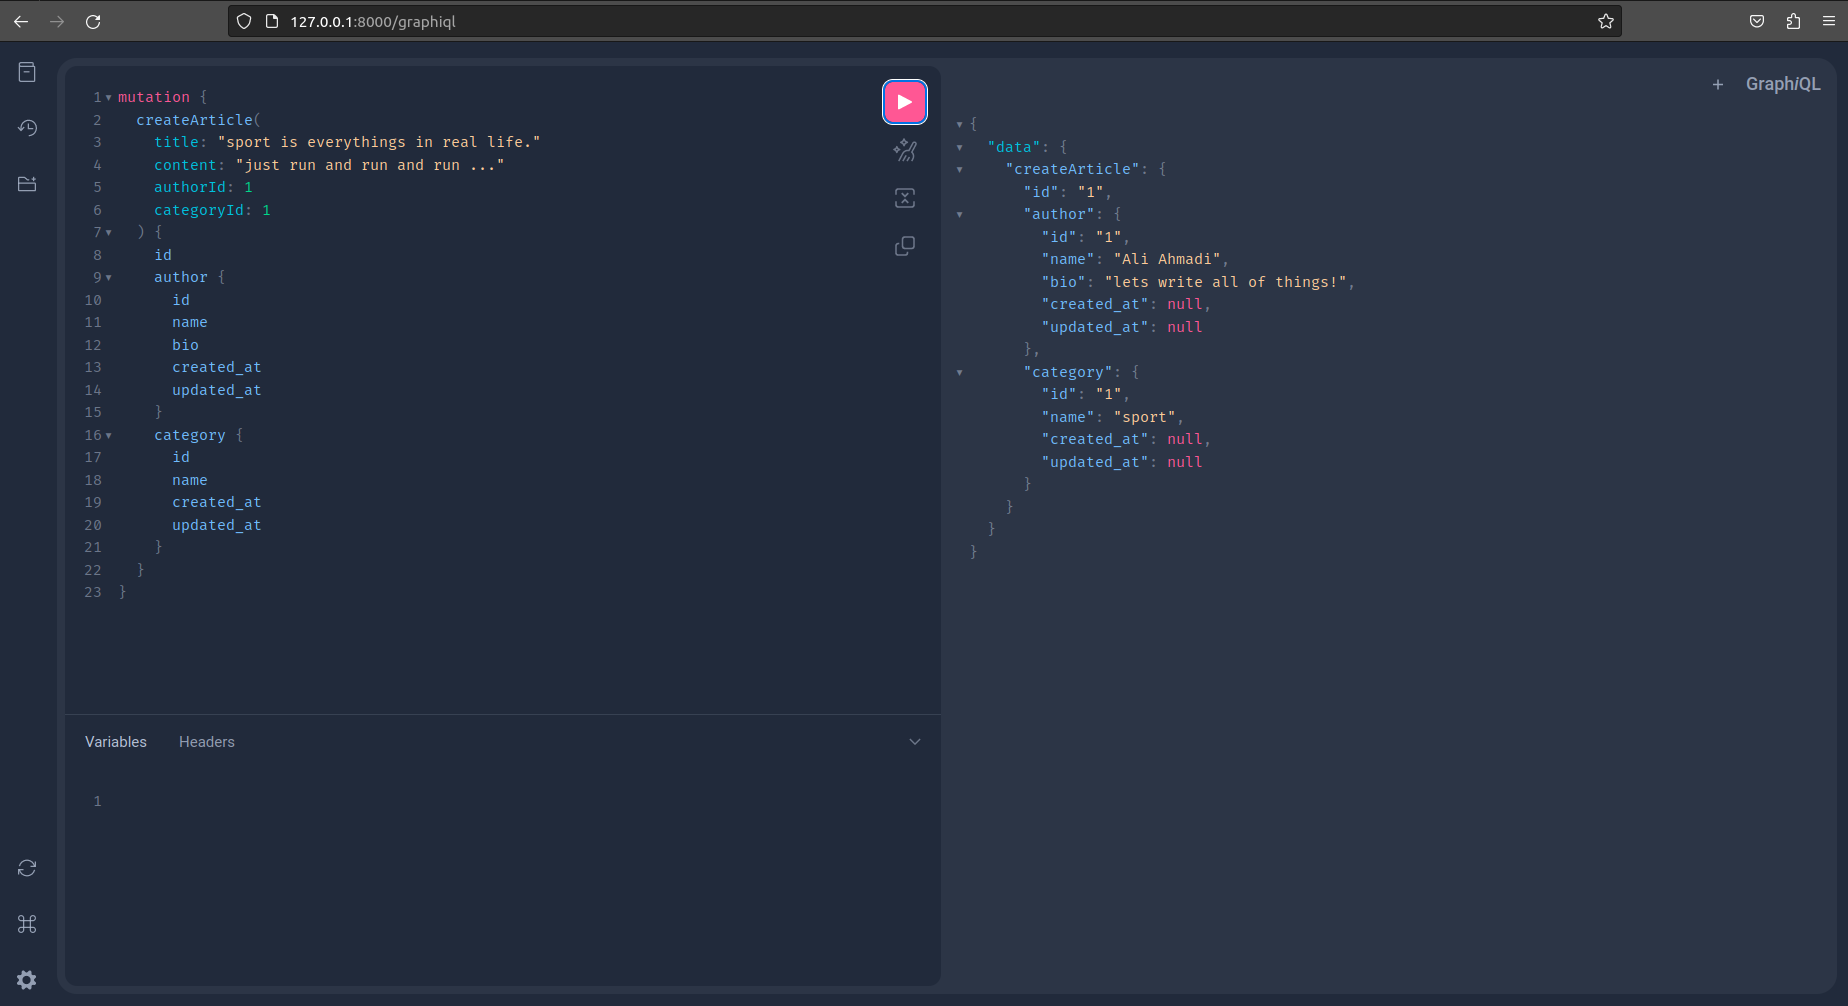 127.0.0.1:8000/graphiql
1 mutation {
2   createArticle(
3     title: "sport is everythings in real life."
4     content: "just run and run and run ..."
5     authorId: 1
6     categoryId: 1
7   ) {
8     id
9     author {
10       id
11       name
12       bio
13       created_at
14       updated_at
15     }
16     category {
17       id
18       name
19       created_at
20       updated_at
21     }
22   }
23 }
Variables Headers
1
+ GraphiQL
{
  "data": {
    "createArticle": {
      "id": "1",
      "author": {
        "id": "1",
        "name": "Ali Ahmadi",
        "bio": "lets write all of things!",
        "created_at": null,
        "updated_at": null
      },
      "category": {
        "id": "1",
        "name": "sport",
        "created_at": null,
        "updated_at": null
      }
    }
  }
}